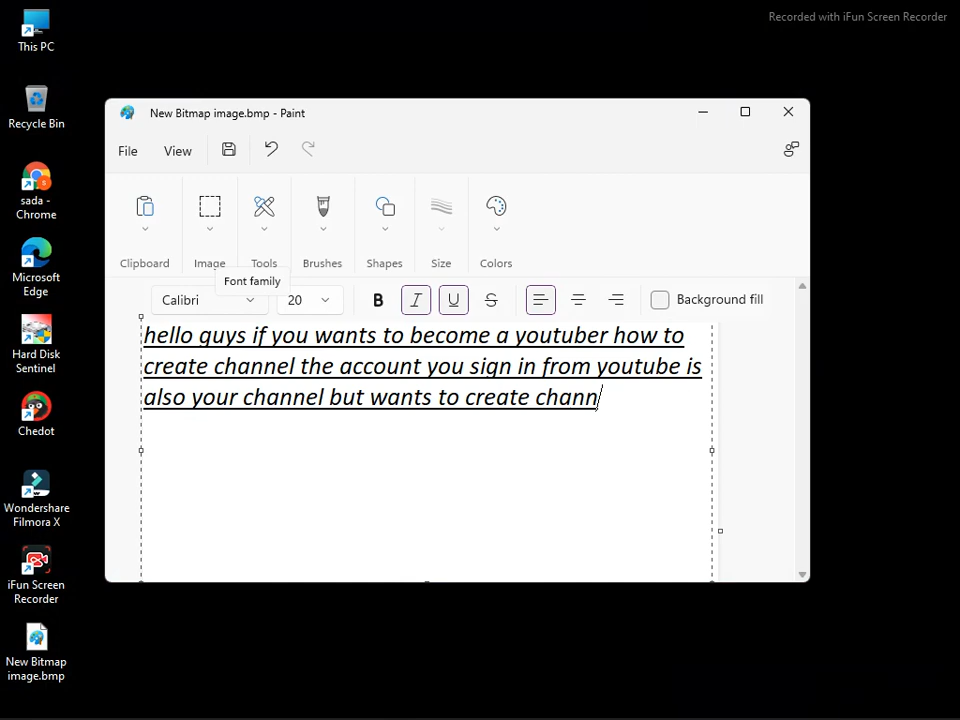 Recorded with iFun Screen Recorder
This PC
Recycle Bin
sada -
Chrome
Microsoft
Edge
Hard Disk
Sentinel
Chedot
Wondershare
Filmora X
iFun Screen
Recorder
New Bitmap
image.bmp
New Bitmap image.bmp - Paint
File View
Clipboard Image Tools Brushes Shapes Size Colors
Font family
Calibri 20 B I U S Background fill
hello guys if you wants to become a youtuber how to
create channel the account you sign in from youtube is
also your channel but wants to create chann